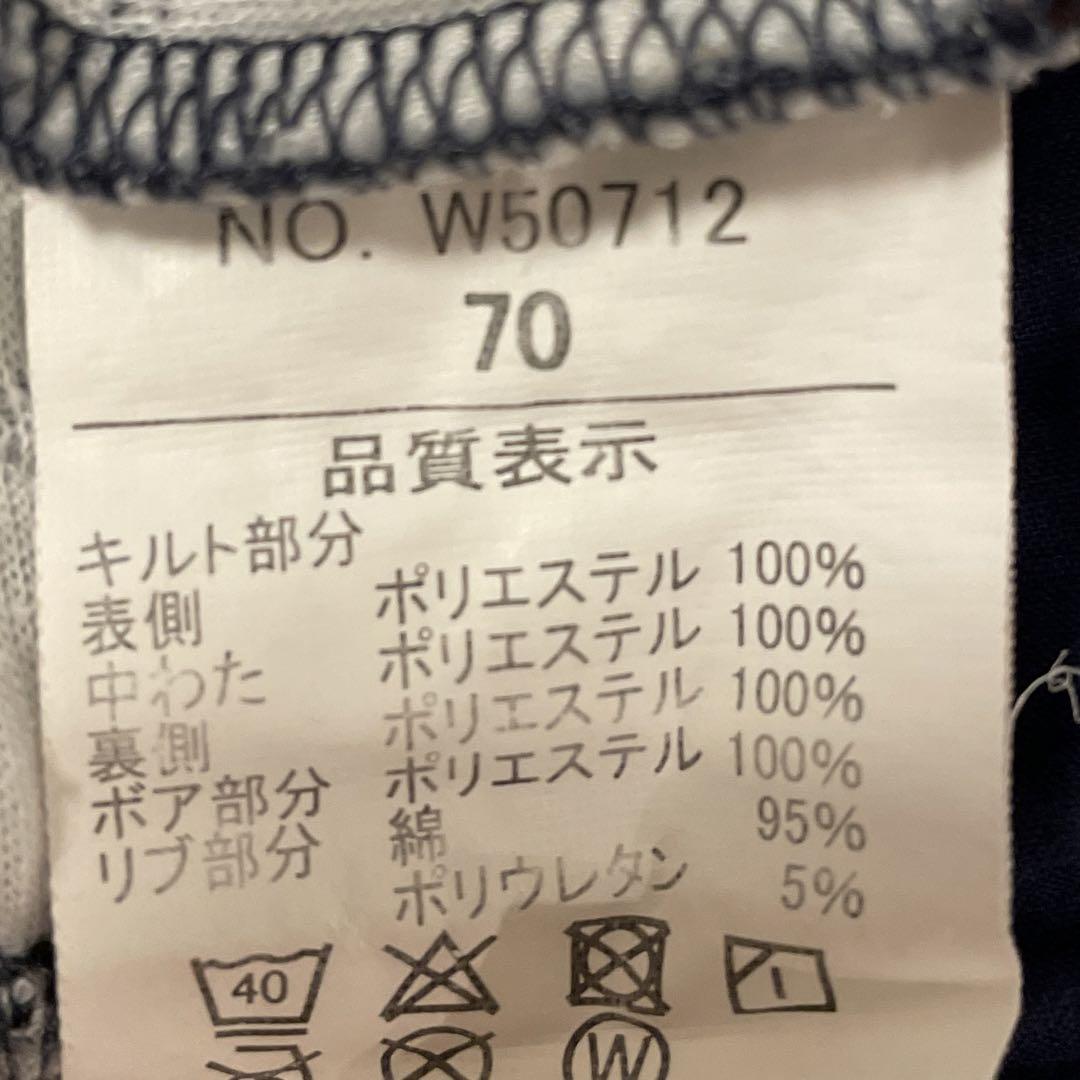 NO. W50712
70
品質表示
キルト部分
表側 ポリエステル 100%
中わた ポリエステル 100%
裏側 ポリエステル 100%
ボア部分 ポリエステル 100%
リブ部分 綿 95%
ポリウレタン 5%
40
W